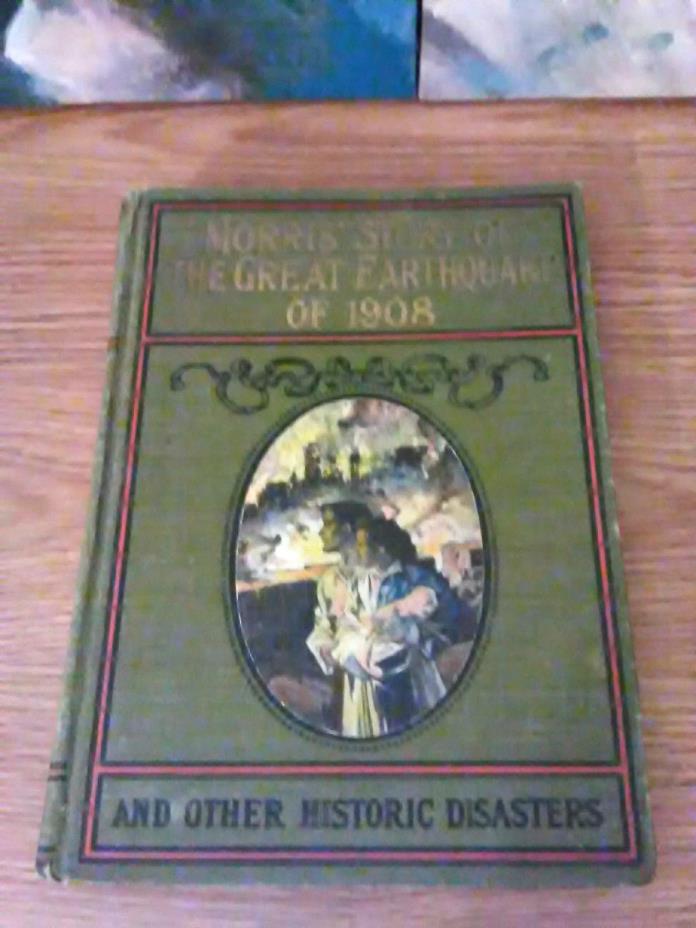 MORRIS' STORY OF
THE GREAT EARTHQUAKE
OF 1908
AND OTHER HISTORIC DISASTERS